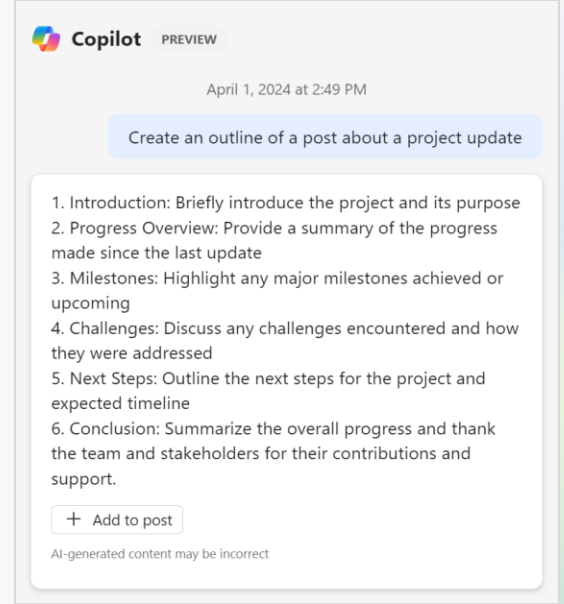 Copilot PREVIEW
April 1, 2024 at 2:49 PM
Create an outline of a post about a project update
1. Introduction: Briefly introduce the project and its purpose
2. Progress Overview: Provide a summary of the progress
made since the last update
3. Milestones: Highlight any major milestones achieved or
upcoming
4. Challenges: Discuss any challenges encountered and how
they were addressed
5. Next Steps: Outline the next steps for the project and
expected timeline
6. Conclusion: Summarize the overall progress and thank
the team and stakeholders for their contributions and
support.
+ Add to post
AI-generated content may be incorrect